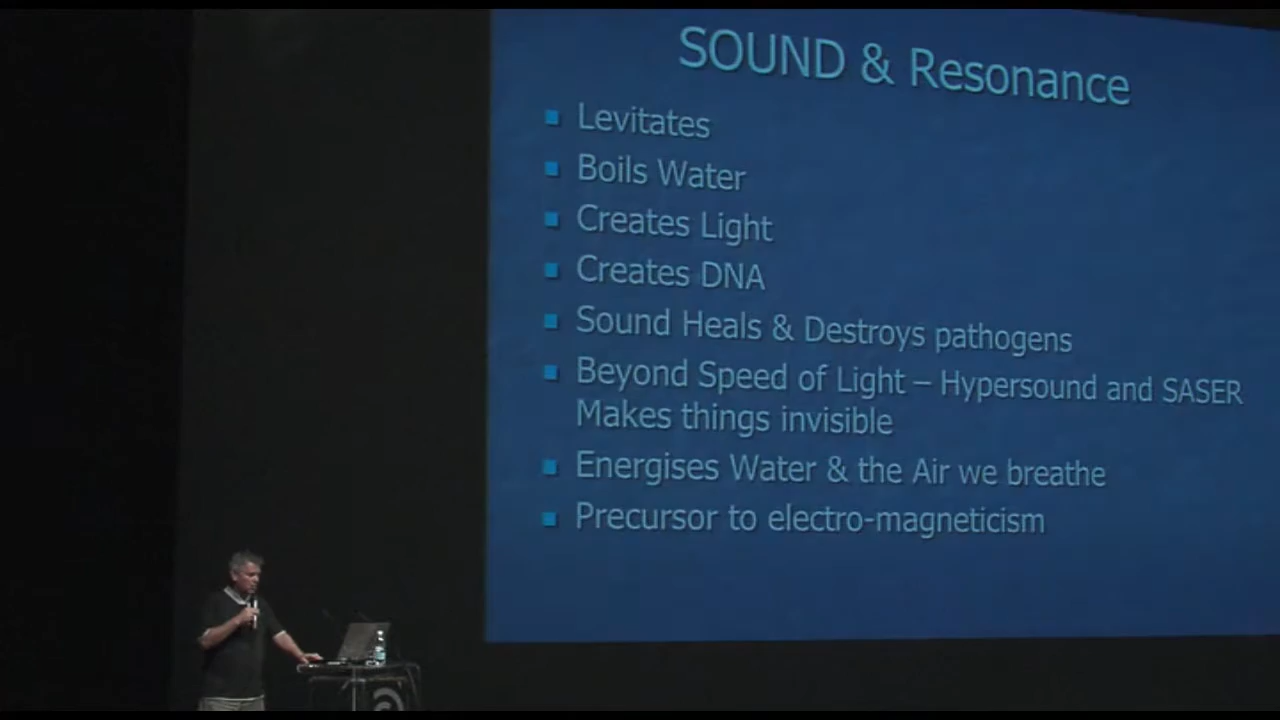 SOUND & Resonance
Levitates
Boils Water
Creates Light
Creates DNA
Sound Heals & Destroys pathogens
Beyond Speed of Light – Hypersound and SASER
Makes things invisible
Energises Water & the Air we breathe
Precursor to electro-magneticism